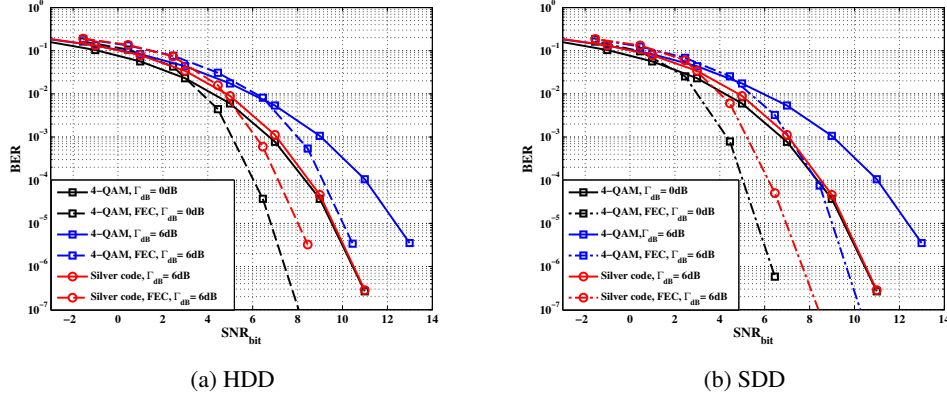 10⁰
10⁻¹
10⁻²
10⁻³
10⁻⁴
10⁻⁵
10⁻⁶
10⁻⁷
BER
4−QAM, Γ_dB = 0dB
4−QAM, FEC, Γ_dB = 0dB
4−QAM, Γ_dB = 6dB
4−QAM, FEC, Γ_dB = 6dB
Silver code, Γ_dB = 6dB
Silver code, FEC, Γ_dB = 6dB
−2 0 2 4 6 8 10 12 14
SNR_bit
(a) HDD
10⁰
10⁻¹
10⁻²
10⁻³
10⁻⁴
10⁻⁵
10⁻⁶
10⁻⁷
BER
4−QAM, Γ_dB = 0dB
4−QAM, FEC, Γ_dB = 0dB
4−QAM,Γ_dB = 6dB
4−QAM, FEC, Γ_dB = 6dB
Silver code, Γ_dB = 6dB
Silver code, FEC, Γ_dB = 6dB
−2 0 2 4 6 8 10 12 14
SNR_bit
(b) SDD